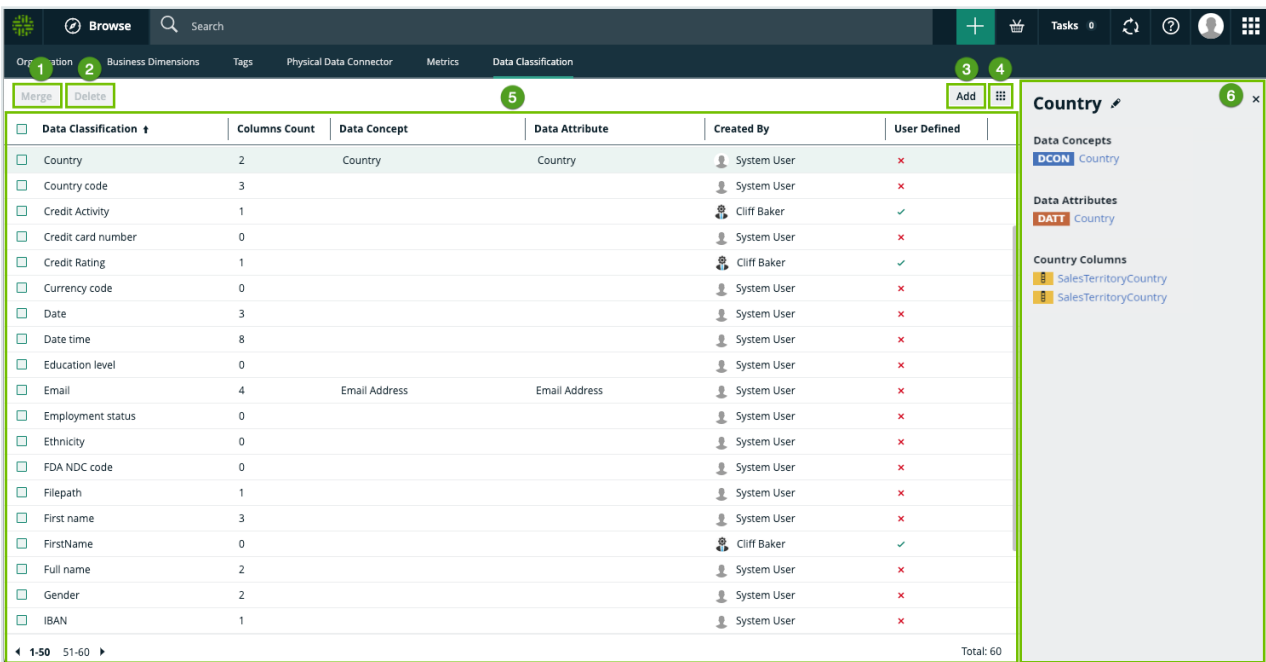 Browse Search Tasks 0
Organisation Business Dimensions Tags Physical Data Connector Metrics Data Classification
1 2 3 4
Merge Delete 5 Add
Data Classification Columns Count Data Concept Data Attribute Created By User Defined
Country 2 Country Country System User
Country code 3 System User
Credit Activity 1 Cliff Baker
Credit card number 0 System User
Credit Rating 1 Cliff Baker
Currency code 0 System User
Date 3 System User
Date time 8 System User
Education level 0 System User
Email 4 Email Address Email Address System User
Employment status 0 System User
Ethnicity 0 System User
FDA NDC code 0 System User
Filepath 1 System User
First name 3 System User
FirstName 0 Cliff Baker
Full name 2 System User
Gender 2 System User
IBAN 1 System User
1-50 51-60 Total: 60
6
Country
Data Concepts
DCON Country
Data Attributes
DATT Country
Country Columns
SalesTerritoryCountry
SalesTerritoryCountry